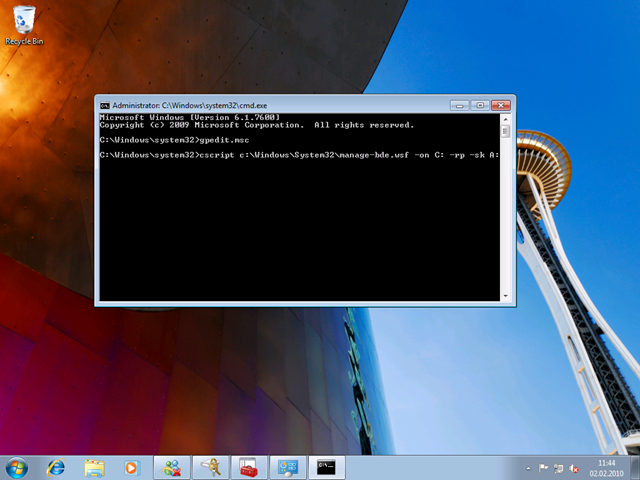 Recycle Bin
Administrator: C:\Windows\system32\cmd.exe
Microsoft Windows [Version 6.1.7600]
Copyright (c) 2009 Microsoft Corporation.  All rights reserved.
C:\Windows\system32>gpedit.msc
C:\Windows\system32>cscript c:\Windows\System32\manage-bde.wsf -on C: -rp -sk A:
11:44
02.02.2010